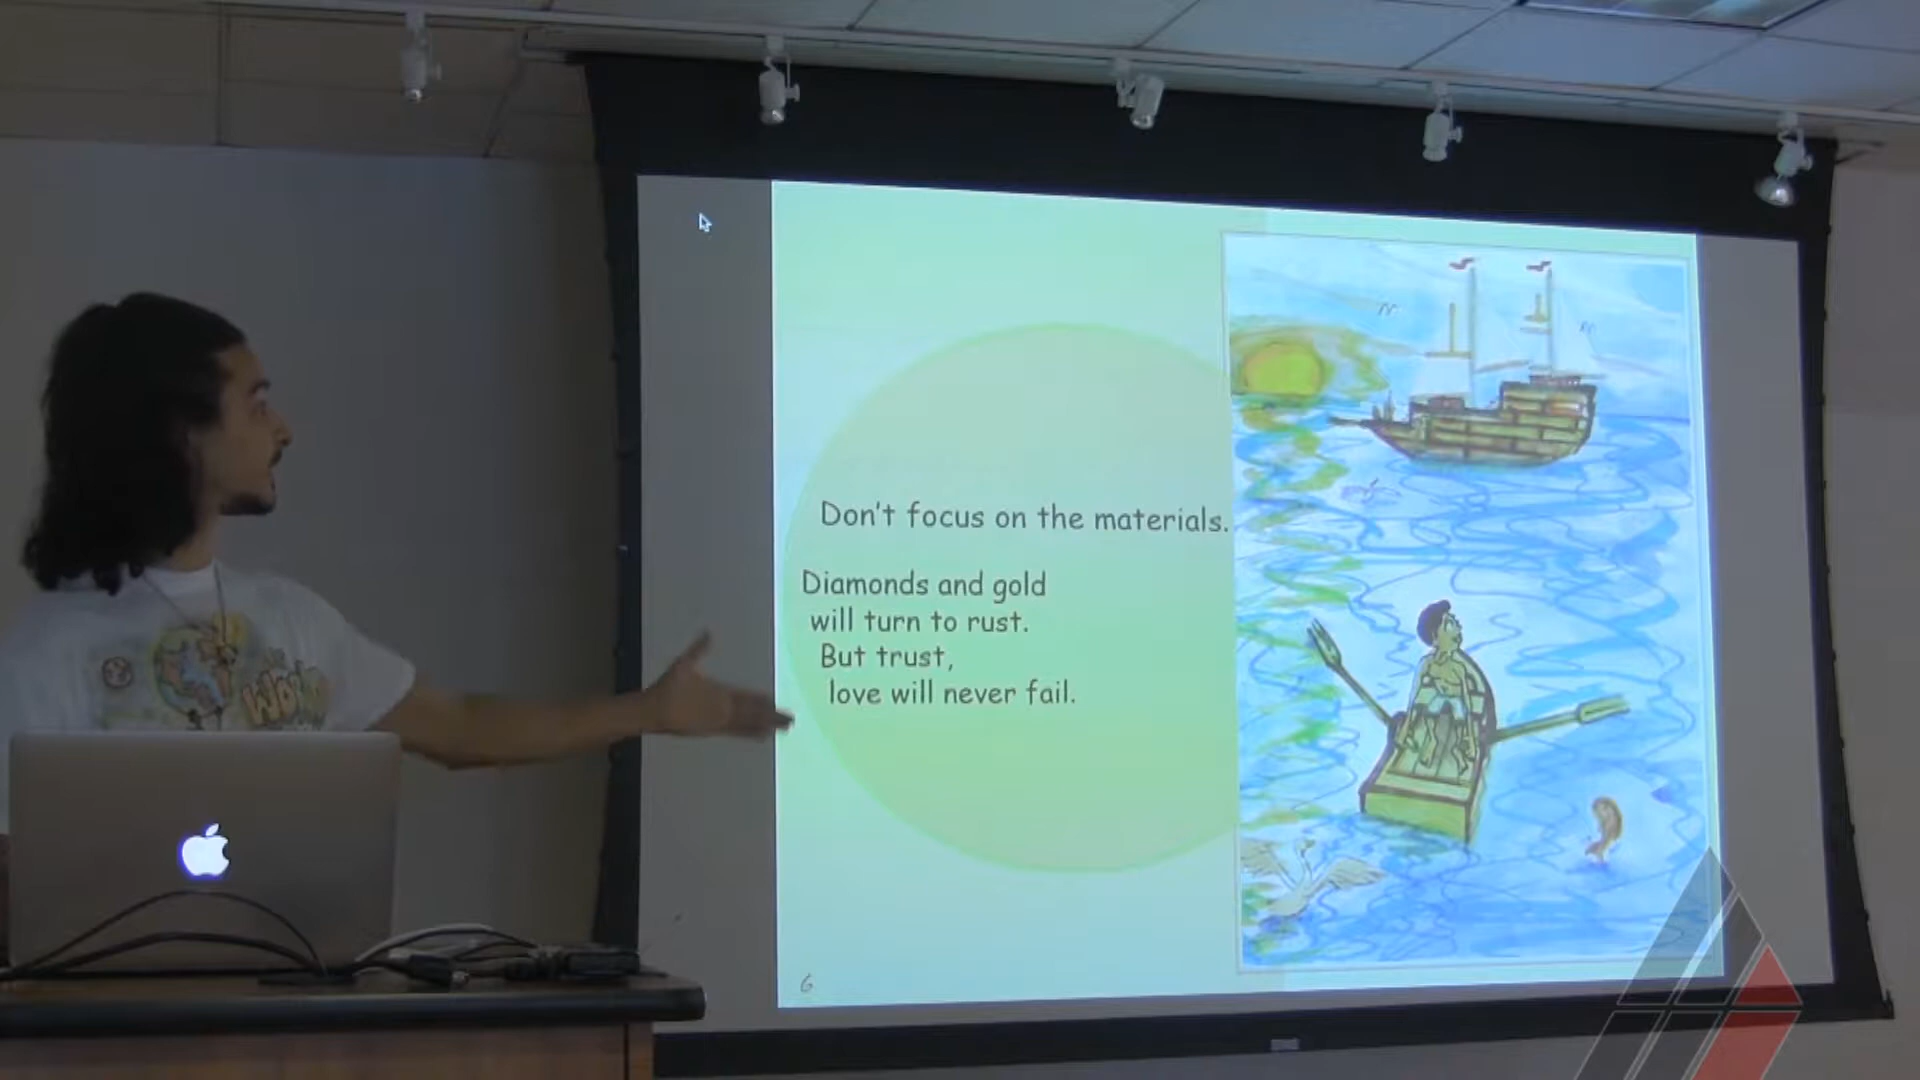 Don't focus on the materials.
Diamonds and gold
will turn to rust.
But trust,
love will never fail.
6